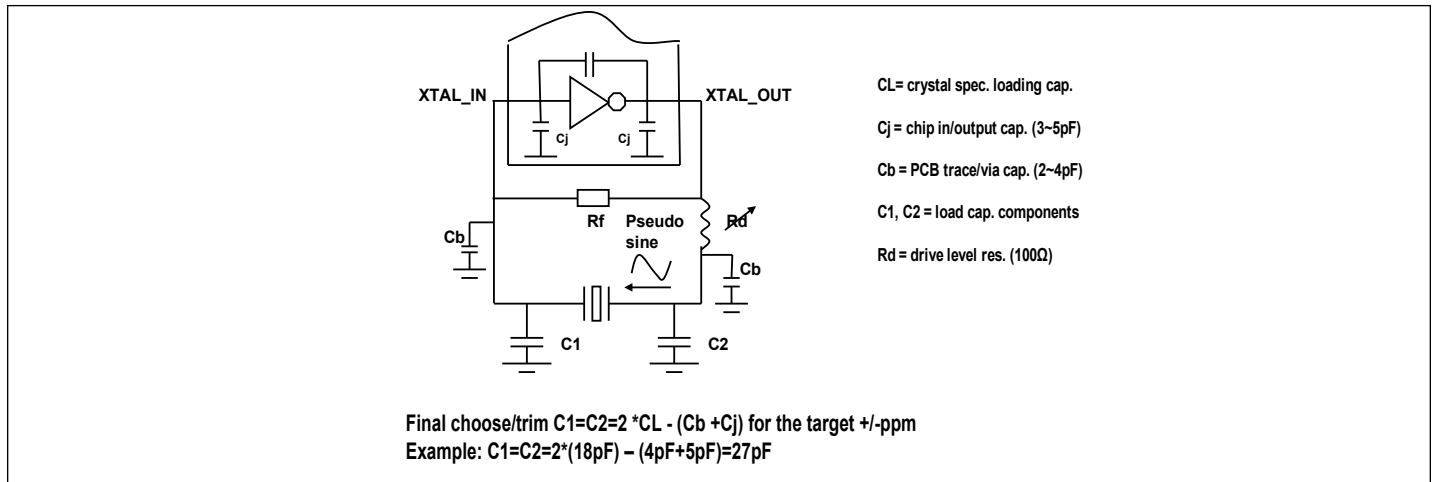 XTAL_IN
XTAL_OUT
Cj
Cj
Rf
Pseudo
sine
Rd
Cb
Cb
C1
C2
CL= crystal spec. loading cap.
Cj = chip in/output cap. (3~5pF)
Cb = PCB trace/via cap. (2~4pF)
C1, C2 = load cap. components
Rd = drive level res. (100Ω)
Final choose/trim C1=C2=2 *CL - (Cb +Cj) for the target +/-ppm
Example: C1=C2=2*(18pF) – (4pF+5pF)=27pF